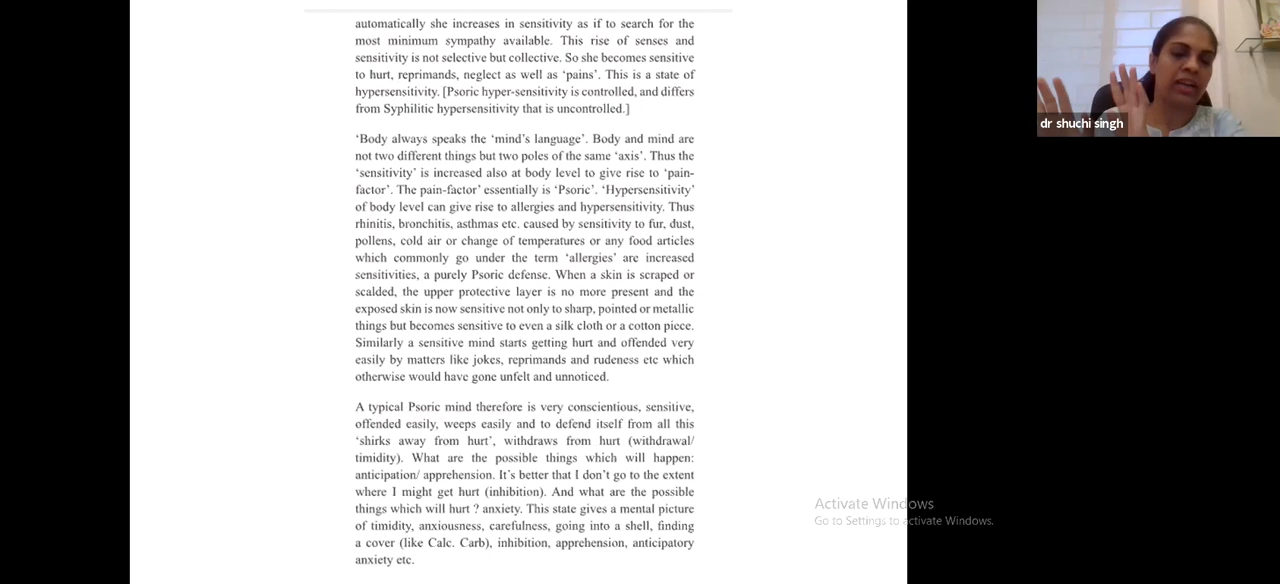 automatically she increases in sensitivity as if to search for the
most minimum sympathy available. This rise of senses and
sensitivity is not selective but collective. So she becomes sensitive
to hurt, reprimands, neglect as well as ‘pains’. This is a state of
hypersensitivity. [Psoric hyper-sensitivity is controlled, and differs
from Syphilitic hypersensitivity that is uncontrolled.]
‘Body always speaks the ‘mind’s language’. Body and mind are
not two different things but two poles of the same ‘axis’. Thus the
‘sensitivity’ is increased also at body level to give rise to ‘pain-
factor’. The pain-factor’ essentially is ‘Psoric’. ‘Hypersensitivity’
of body level can give rise to allergies and hypersensitivity. Thus
rhinitis, bronchitis, asthmas etc. caused by sensitivity to fur, dust,
pollens, cold air or change of temperatures or any food articles
which commonly go under the term ‘allergies’ are increased
sensitivities, a purely Psoric defense. When a skin is scraped or
scalded, the upper protective layer is no more present and the
exposed skin is now sensitive not only to sharp, pointed or metallic
things but becomes sensitive to even a silk cloth or a cotton piece.
Similarly a sensitive mind starts getting hurt and offended very
easily by matters like jokes, reprimands and rudeness etc which
otherwise would have gone unfelt and unnoticed.
A typical Psoric mind therefore is very conscientious, sensitive,
offended easily, weeps easily and to defend itself from all this
‘shirks away from hurt’, withdraws from hurt (withdrawal/
timidity). What are the possible things which will happen:
anticipation/ apprehension. It’s better that I don’t go to the extent
where I might get hurt (inhibition). And what are the possible
things which will hurt ? anxiety. This state gives a mental picture
of timidity, anxiousness, carefulness, going into a shell, finding
a cover (like Calc. Carb), inhibition, apprehension, anticipatory
anxiety etc.
dr shuchi singh
Activate Windows
Go to Settings to activate Windows.